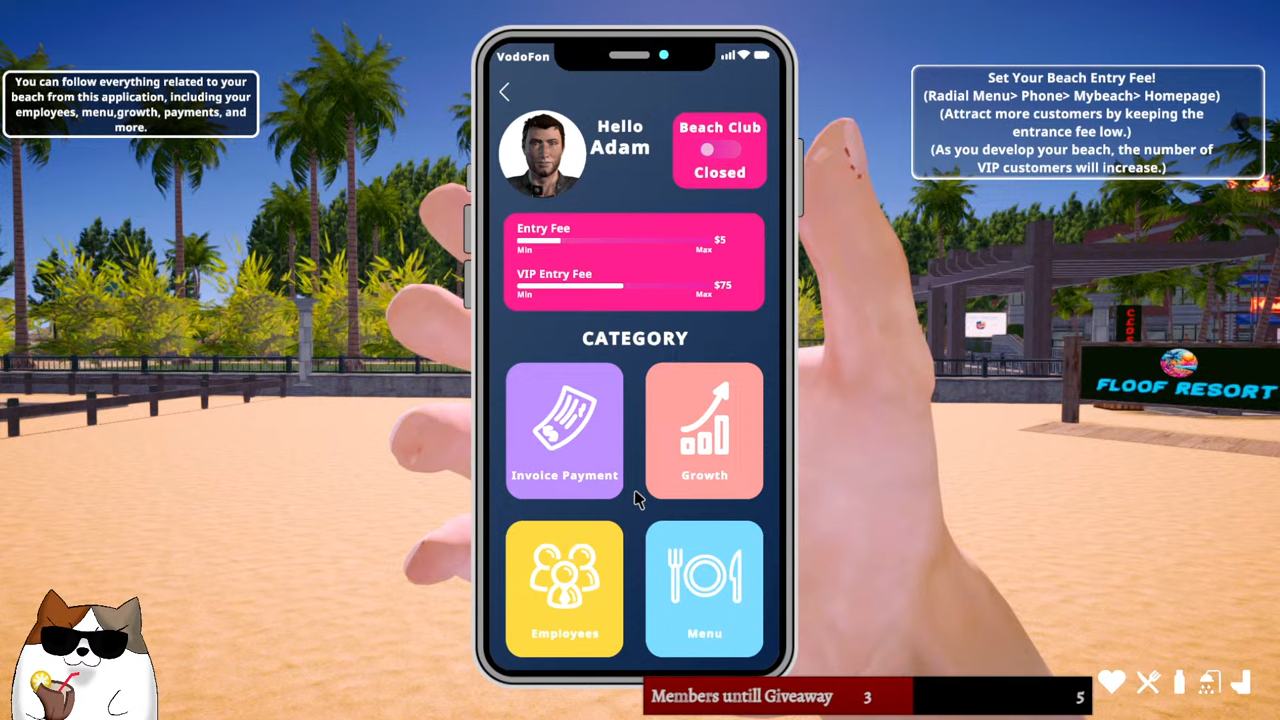 You can follow everything related to your
beach from this application, including your
employees, menu,growth, payments, and
more.
VodoFon
Hello
Adam
Beach Club
Closed
Entry Fee
$5
Min
Max
VIP Entry Fee
$75
Min
Max
CATEGORY
Invoice Payment
Growth
Employees
Menu
Set Your Beach Entry Fee!
(Radial Menu> Phone> Mybeach> Homepage)
(Attract more customers by keeping the
entrance fee low.)
(As you develop your beach, the number of
VIP customers will increase.)
FLOOF RESORT
Members untill Giveaway
3
5